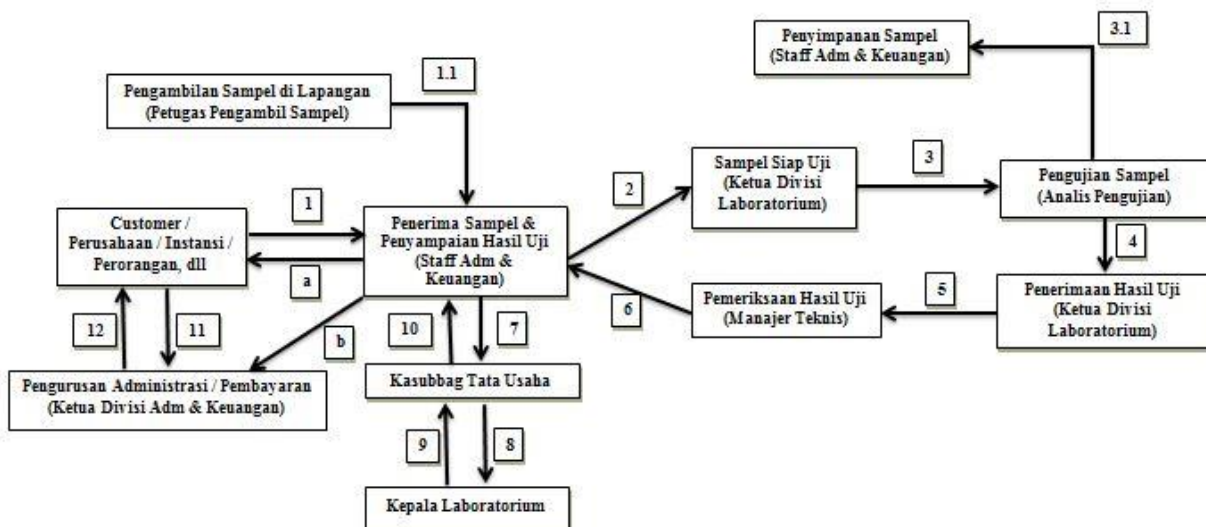 3.1
Penyimpanan Sampel
(Staff Adm & Keuangan)
1.1
Pengambilan Sampel di Lapangan
(Petugas Pengambil Sampel)
Sampel Siap Uji
(Ketua Divisi
Laboratorium)
3
Pengujian Sampel
(Analis Pengujian)
2
1
Customer /
Perusahaan / Instansi /
Perorangan, dll
Penerima Sampel &
Penyampaian Hasil Uji
(Staff Adm &
Keuangan)
a
4
Penerimaan Hasil Uji
(Ketua Divisi
Laboratorium)
5
Pemeriksaan Hasil Uji
(Manajer Teknis)
6
12
11
b
10
7
Pengurusan Administrasi / Pembayaran
(Ketua Divisi Adm & Keuangan)
Kasubbag Tata Usaha
9
8
Kepala Laboratorium